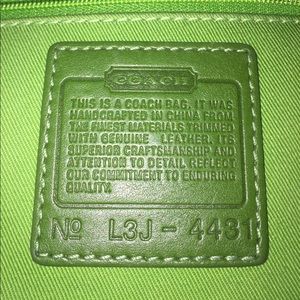 COACH
THIS IS A COACH BAG. IT WAS
HANDCRAFTED IN CHINA FROM
THE FINEST MATERIALS TRIMMED
WITH GENUINE LEATHER. ITS
SUPERIOR CRAFTSMANSHIP &
ATTENTION TO DETAIL REFLECT
OUR COMMITMENT TO ENDURING
QUALITY.
Nº L3J-4431